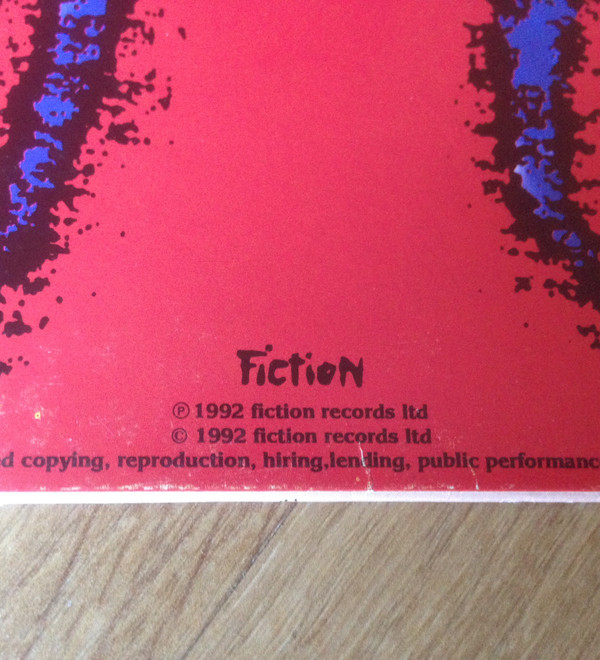 Fiction
℗ 1992 fiction records ltd
© 1992 fiction records ltd
d copying, reproduction, hiring,lending, public performanc